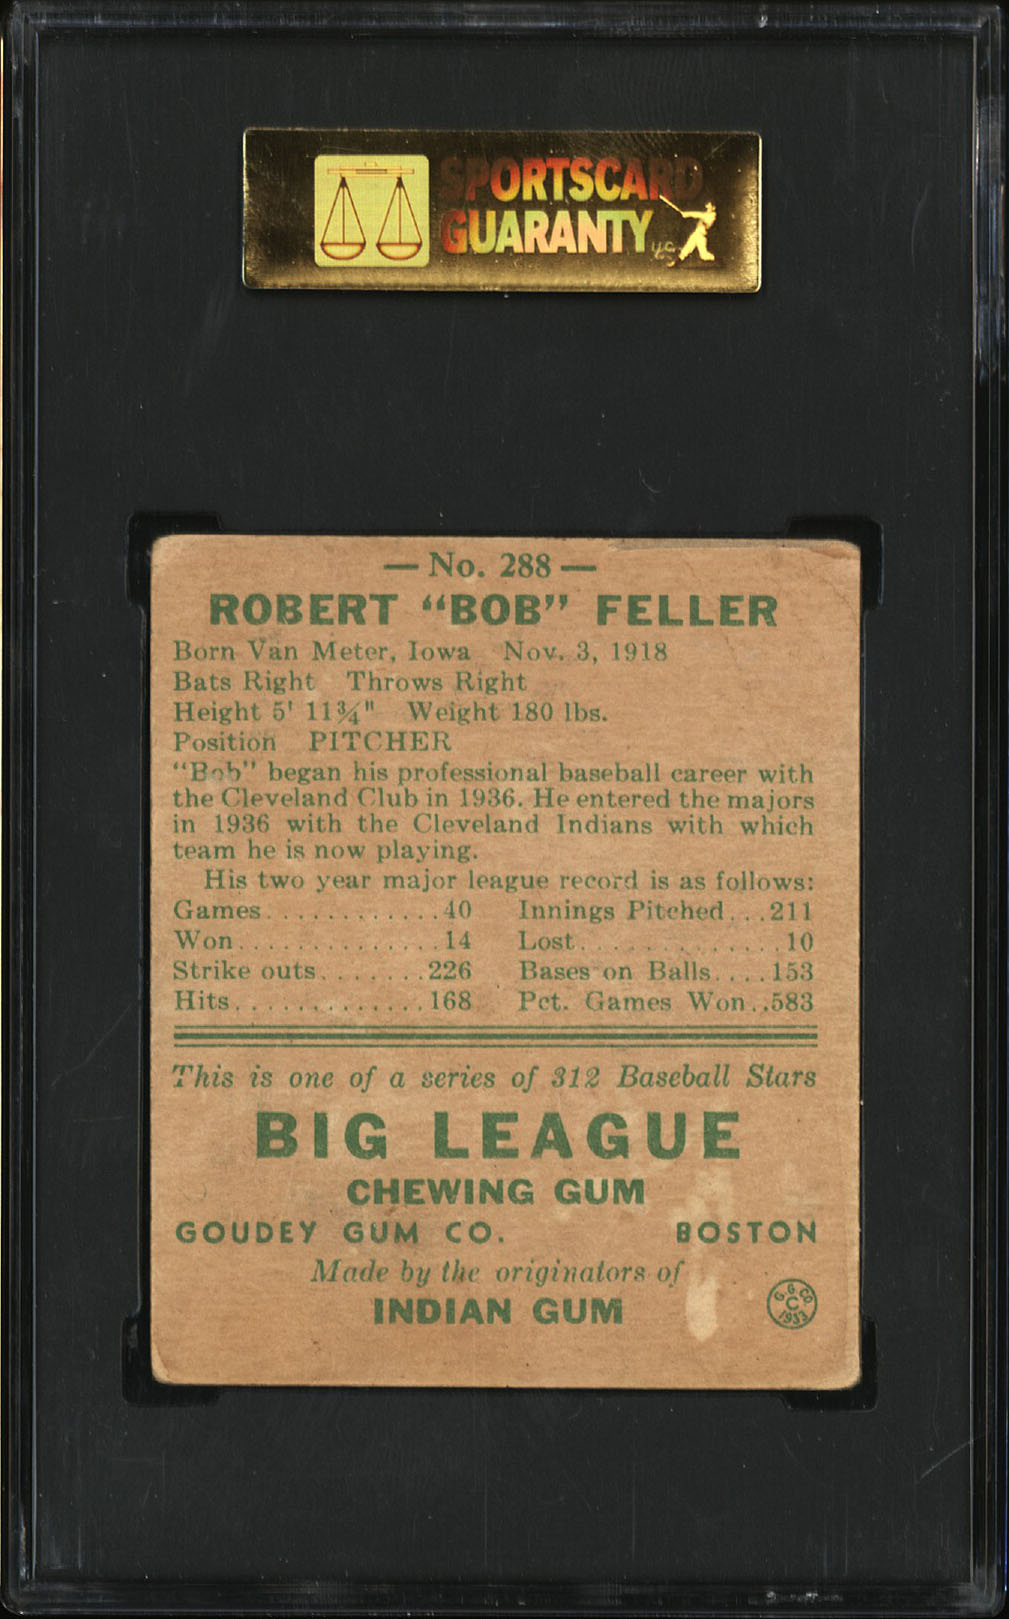 SPORTSCARD
GUARANTY
— No. 288 —
ROBERT "BOB" FELLER
Born Van Meter, Iowa Nov. 3, 1918
Bats Right Throws Right
Height 5' 11¾" Weight 180 lbs.
Position PITCHER
"Bob" began his professional baseball career with
the Cleveland Club in 1936. He entered the majors
in 1936 with the Cleveland Indians with which
team he is now playing.
His two year major league record is as follows:
Games............40 Innings Pitched...211
Won..............14 Lost.............10
Strike outs.......226 Bases on Balls....153
Hits.............168 Pct. Games Won..583
This is one of a series of 312 Baseball Stars
BIG LEAGUE
CHEWING GUM
GOUDEY GUM CO. BOSTON
Made by the originators of
INDIAN GUM
G.G.CO
C
1933